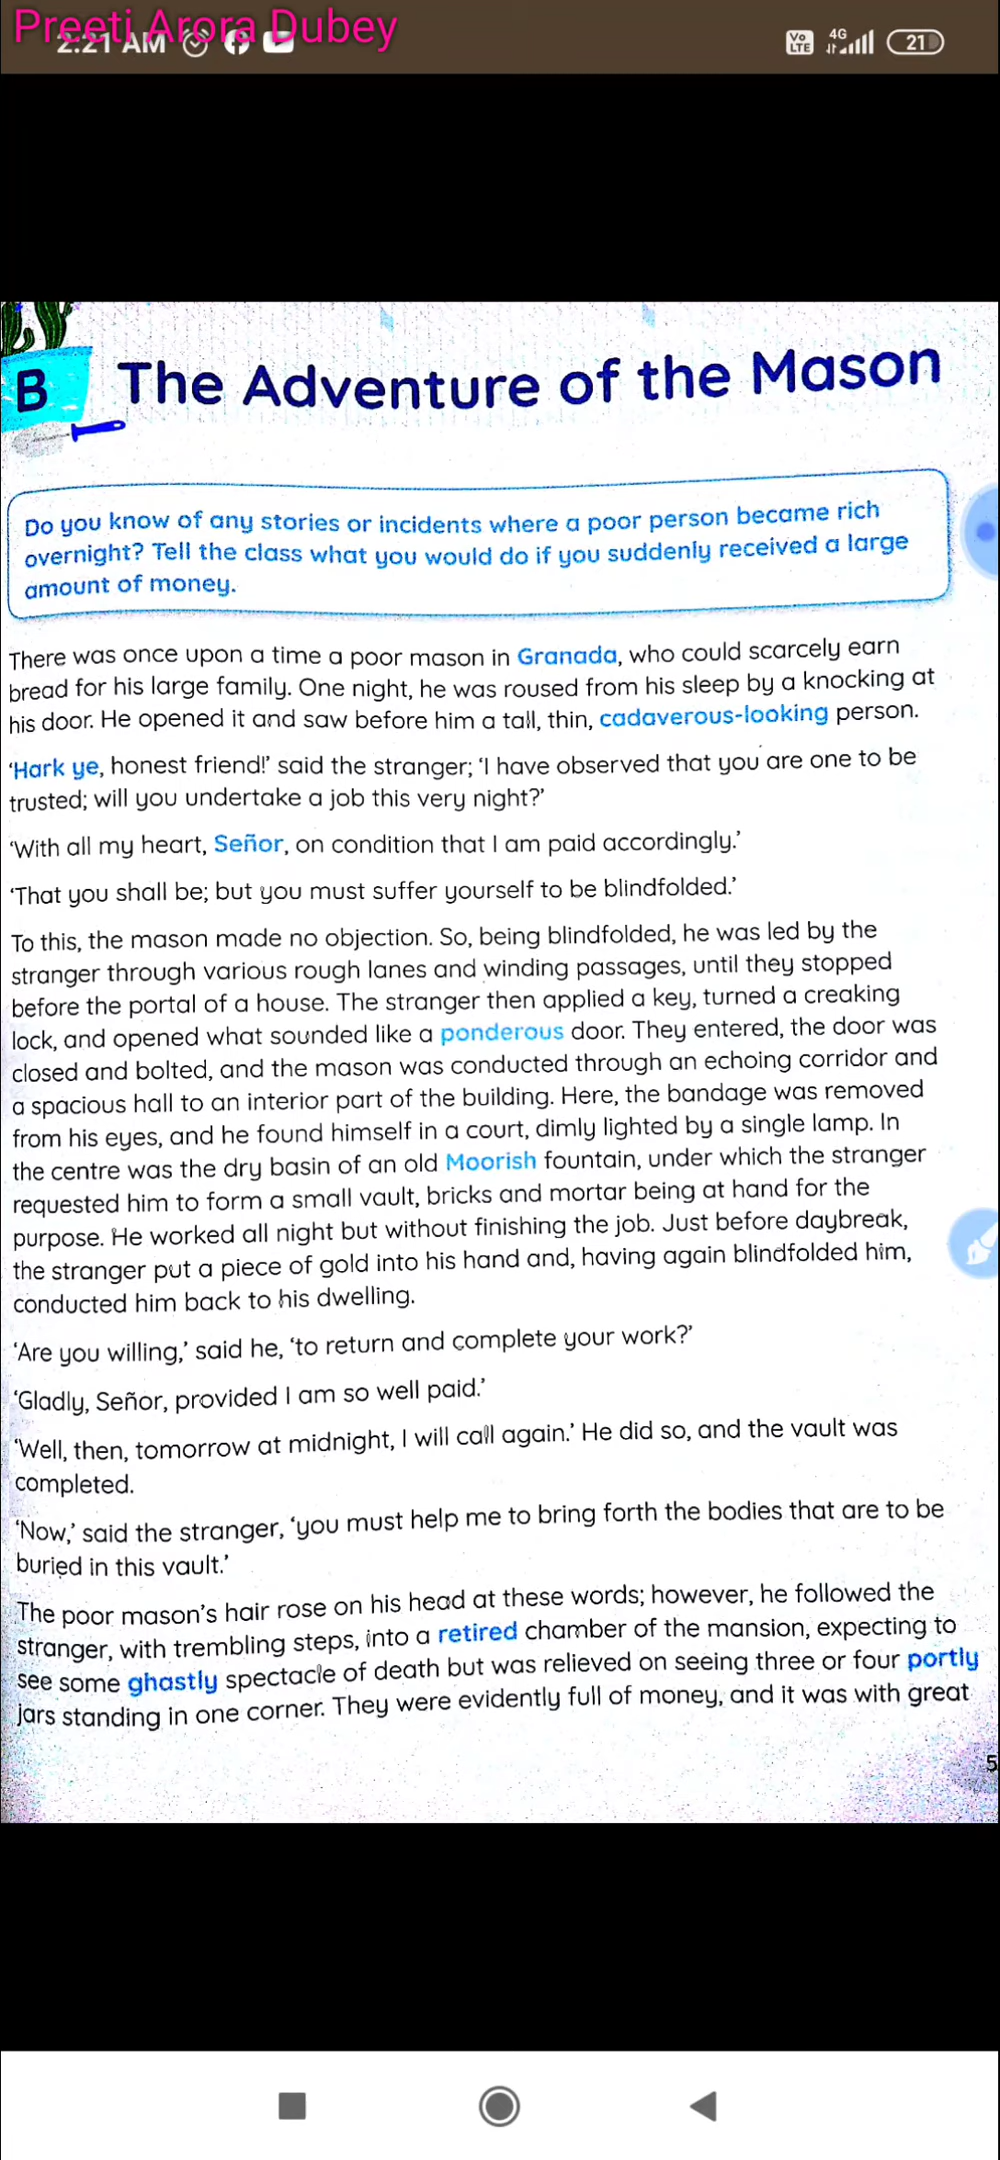 Preeti Arora Dubey
2:21 AM
Vo LTE 4G 21
B The Adventure of the Mason
Do you know of any stories or incidents where a poor person became rich
overnight? Tell the class what you would do if you suddenly received a large
amount of money.
There was once upon a time a poor mason in Granada, who could scarcely earn
bread for his large family. One night, he was roused from his sleep by a knocking at
his door. He opened it and saw before him a tall, thin, cadaverous-looking person.
‘Hark ye, honest friend!’ said the stranger; ‘I have observed that you are one to be
trusted; will you undertake a job this very night?’
‘With all my heart, Señor, on condition that I am paid accordingly.’
‘That you shall be; but you must suffer yourself to be blindfolded.’
To this, the mason made no objection. So, being blindfolded, he was led by the
stranger through various rough lanes and winding passages, until they stopped
before the portal of a house. The stranger then applied a key, turned a creaking
lock, and opened what sounded like a ponderous door. They entered, the door was
closed and bolted, and the mason was conducted through an echoing corridor and
a spacious hall to an interior part of the building. Here, the bandage was removed
from his eyes, and he found himself in a court, dimly lighted by a single lamp. In
the centre was the dry basin of an old Moorish fountain, under which the stranger
requested him to form a small vault, bricks and mortar being at hand for the
purpose. He worked all night but without finishing the job. Just before daybreak,
the stranger put a piece of gold into his hand and, having again blindfolded him,
conducted him back to his dwelling.
‘Are you willing,’ said he, ‘to return and complete your work?’
‘Gladly, Señor, provided I am so well paid.’
‘Well, then, tomorrow at midnight, I will call again.’ He did so, and the vault was
completed.
‘Now,’ said the stranger, ‘you must help me to bring forth the bodies that are to be
buried in this vault.’
The poor mason’s hair rose on his head at these words; however, he followed the
stranger, with trembling steps, into a retired chamber of the mansion, expecting to
see some ghastly spectacle of death but was relieved on seeing three or four portly
jars standing in one corner. They were evidently full of money, and it was with great
5